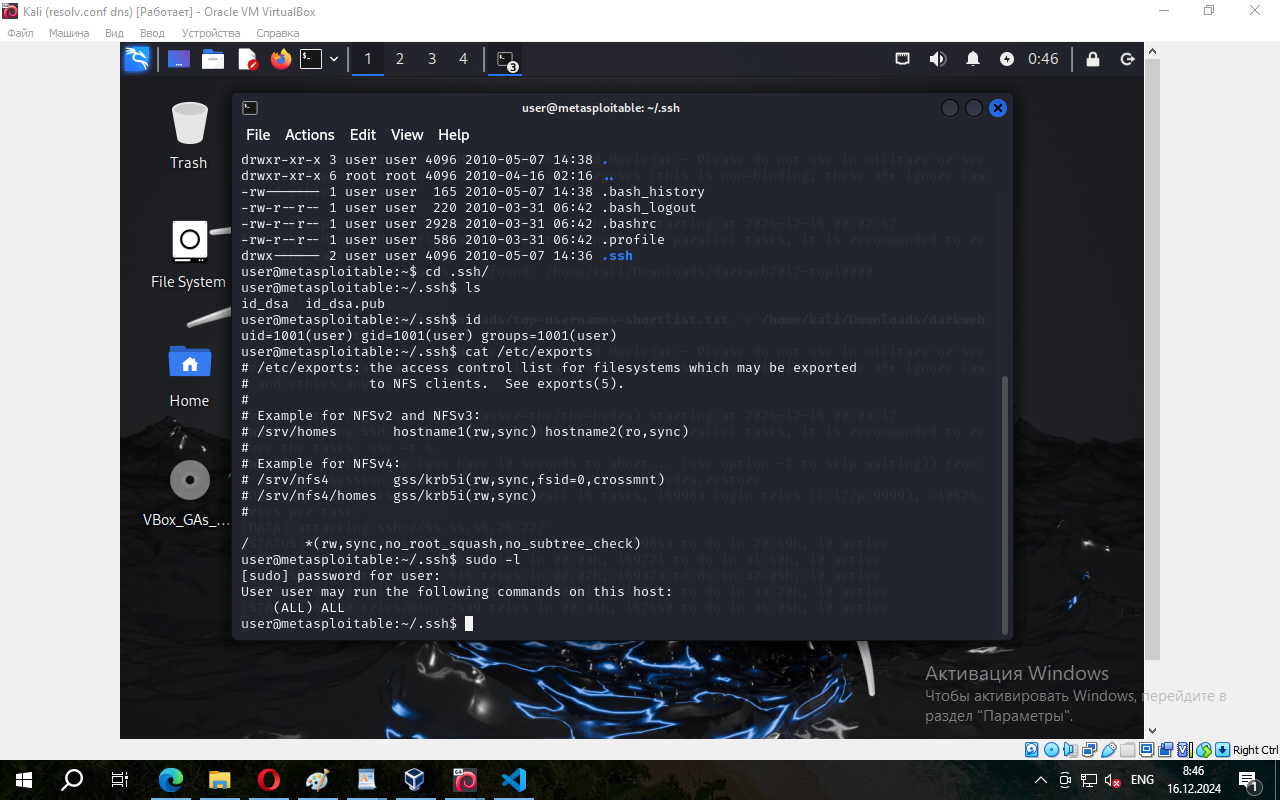 Kali (resolv.conf dns) [Работает] - Oracle VM VirtualBox
Файл Машина Вид Ввод Устройства Справка
1 2 3 4
3
0:46
Trash
File System
Home
VBox_GAs_...
user@metasploitable: ~/.ssh
File Actions Edit View Help
drwxr-xr-x 3 user user 4096 2010-05-07 14:38 .
drwxr-xr-x 6 root root 4096 2010-04-16 02:16 ..
-rw------- 1 user user  165 2010-05-07 14:38 .bash_history
-rw-r--r-- 1 user user  220 2010-03-31 06:42 .bash_logout
-rw-r--r-- 1 user user 2928 2010-03-31 06:42 .bashrc
-rw-r--r-- 1 user user  586 2010-03-31 06:42 .profile
drwx------ 2 user user 4096 2010-05-07 14:36 .ssh
user@metasploitable:~$ cd .ssh/
user@metasploitable:~/.ssh$ ls
id_dsa  id_dsa.pub
user@metasploitable:~/.ssh$ id
uid=1001(user) gid=1001(user) groups=1001(user)
user@metasploitable:~/.ssh$ cat /etc/exports
# /etc/exports: the access control list for filesystems which may be exported
#               to NFS clients.  See exports(5).
#
# Example for NFSv2 and NFSv3:
# /srv/homes       hostname1(rw,sync) hostname2(ro,sync)
#
# Example for NFSv4:
# /srv/nfs4        gss/krb5i(rw,sync,fsid=0,crossmnt)
# /srv/nfs4/homes  gss/krb5i(rw,sync)
#
/       *(rw,sync,no_root_squash,no_subtree_check)
user@metasploitable:~/.ssh$ sudo -l
[sudo] password for user:
User user may run the following commands on this host:
    (ALL) ALL
user@metasploitable:~/.ssh$
Активация Windows
Чтобы активировать Windows, перейдите в
раздел "Параметры".
Right Ctrl
ENG
8:46
16.12.2024
1